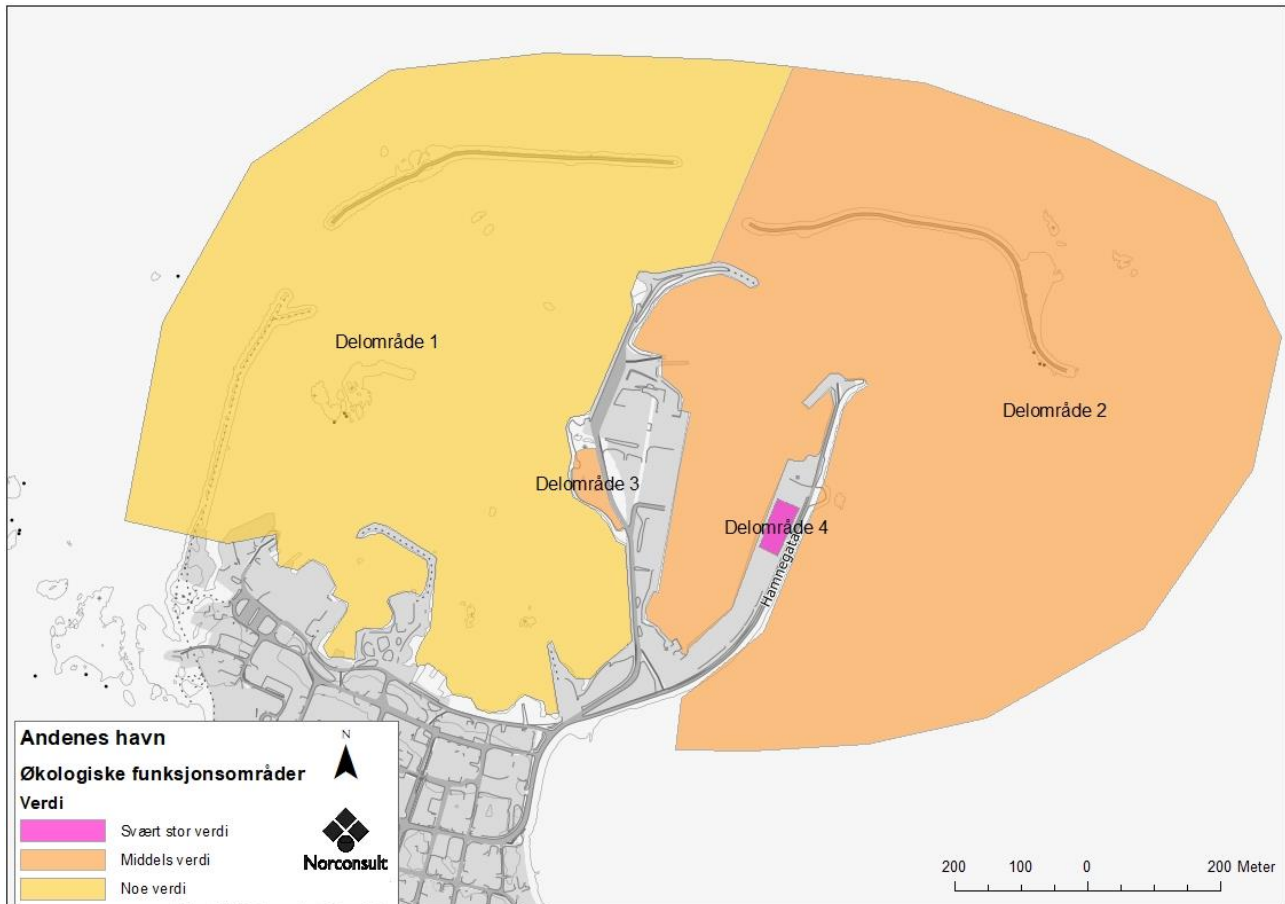 Delområde 1
Delområde 2
Delområde 3
Delområde 4
Hamnegata
Andenes havn
N
Økologiske funksjonsområder
Verdi
Svært stor verdi
Middels verdi
Noe verdi
Norconsult
200 100 0 200 Meter